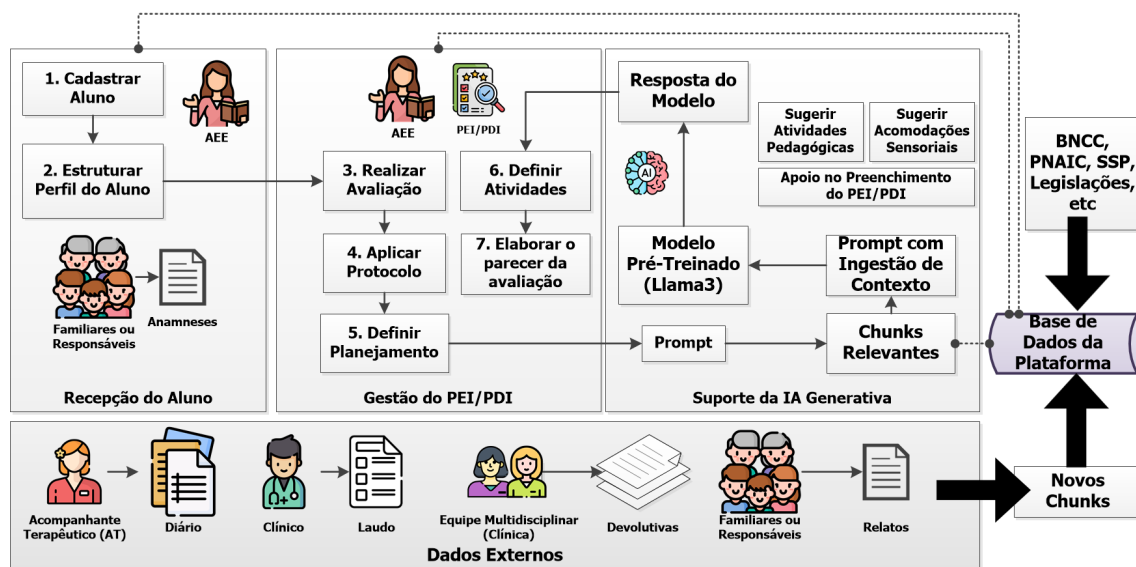 1. Cadastrar
Aluno
AEE
2. Estruturar
Perfil do Aluno
Familiares ou
Responsáveis
Anamneses
Recepção do Aluno
AEE
PEI/PDI
3. Realizar
Avaliação
4. Aplicar
Protocolo
5. Definir
Planejamento
6. Definir
Atividades
7. Elaborar o
parecer da
avaliação
Gestão do PEI/PDI
Resposta do
Modelo
AI
Sugerir
Atividades
Pedagógicas
Sugerir
Acomodações
Sensoriais
Apoio no Preenchimento
do PEI/PDI
Modelo
Pré-Treinado
(Llama3)
Prompt com
Ingestão de
Contexto
Prompt
Chunks
Relevantes
Suporte da IA Generativa
BNCC,
PNAIC, SSP,
Legislações,
etc
Base de
Dados da
Plataforma
Novos
Chunks
Acompanhante
Terapêutico (AT)
Diário
Clínico
Laudo
Equipe Multidisciplinar
(Clínica)
Devolutivas
Familiares ou
Responsáveis
Relatos
Dados Externos